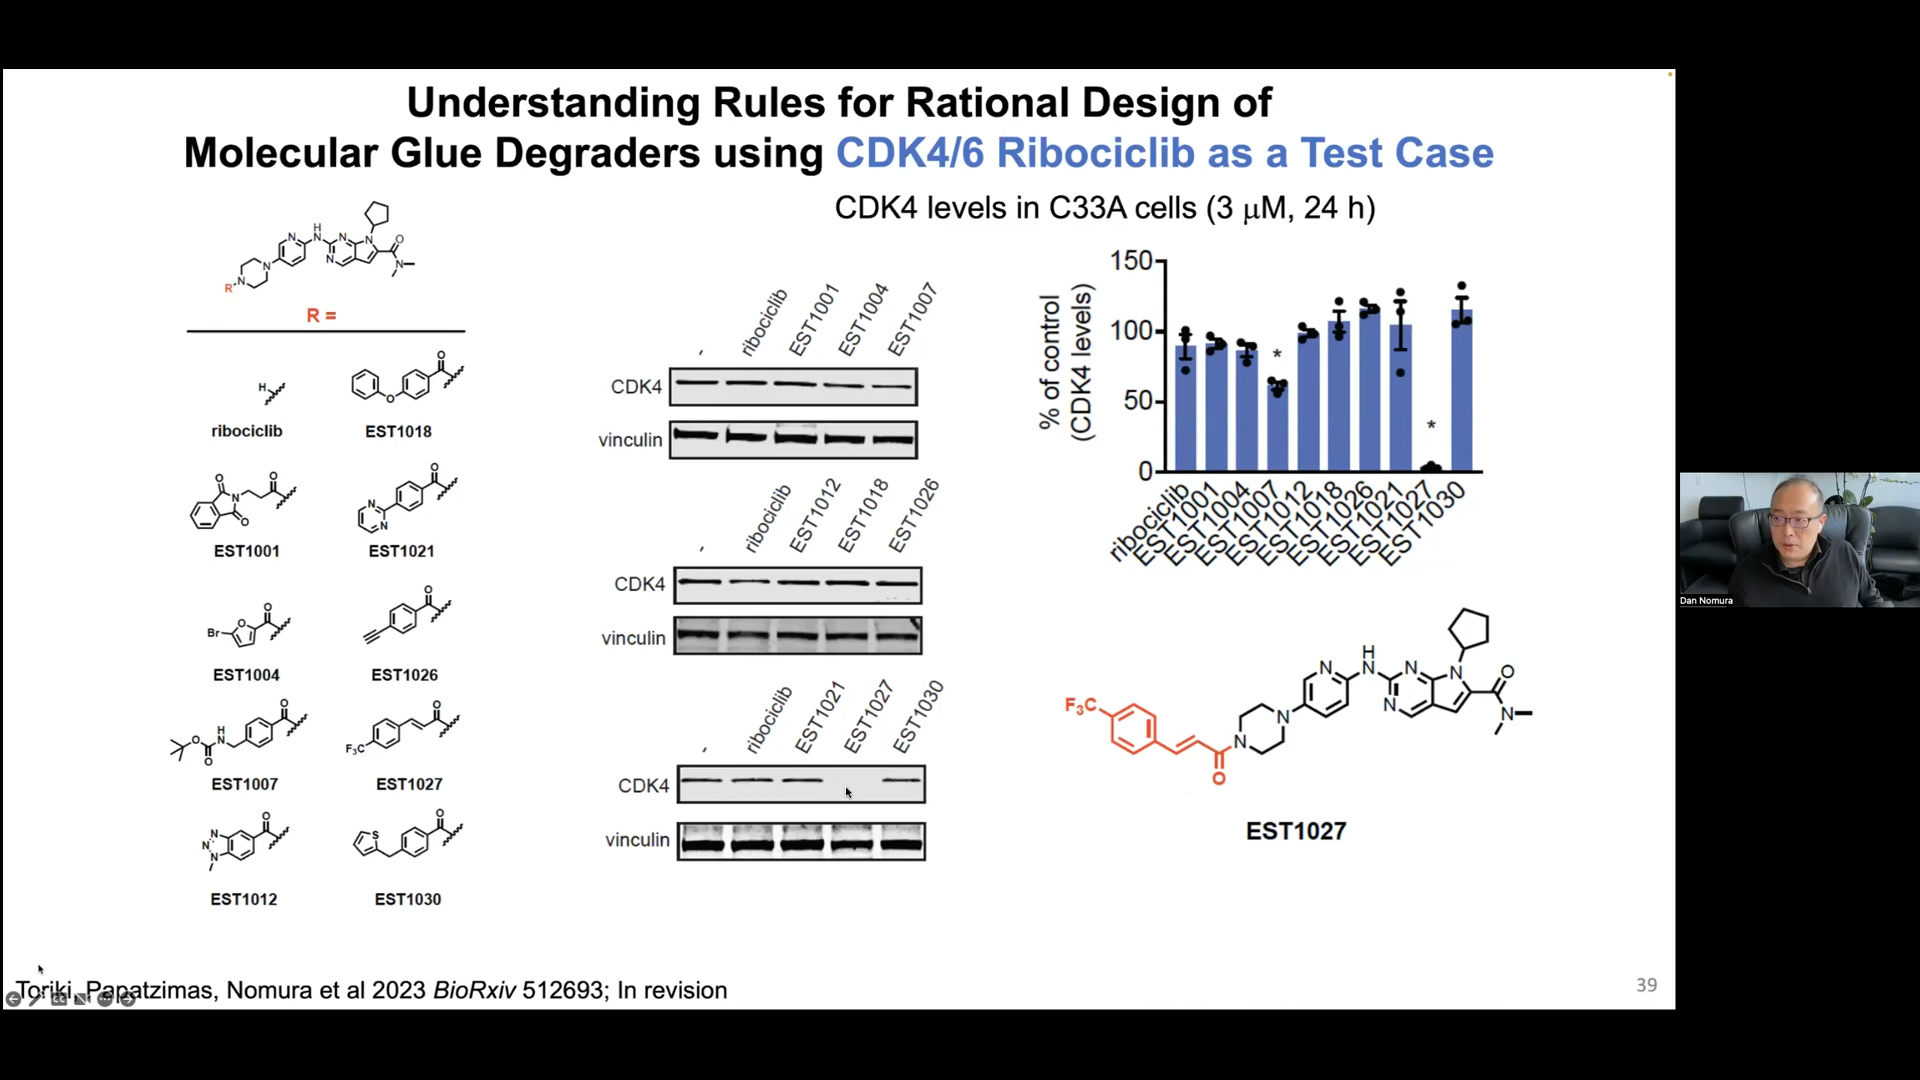 Understanding Rules for Rational Design of
Molecular Glue Degraders using CDK4/6 Ribociclib as a Test Case
CDK4 levels in C33A cells (3 μM, 24 h)
R
N
N
N
H
N
N
N
N
O
N
R =
H
ribociclib
O
O
EST1018
O
N
O
O
EST1001
N
N
O
EST1021
Br
O
O
EST1004
O
EST1026
O
O
H
N
O
EST1007
F3C
O
EST1027
N
N
N
O
EST1012
S
O
EST1030
-
ribociclib
EST1001
EST1004
EST1007
CDK4
vinculin
-
ribociclib
EST1012
EST1018
EST1026
CDK4
vinculin
-
ribociclib
EST1021
EST1027
EST1030
CDK4
vinculin
% of control
(CDK4 levels)
150
100
50
0
*
*
ribociclib
EST1001
EST1004
EST1007
EST1012
EST1018
EST1026
EST1021
EST1027
EST1030
F3C
O
N
N
N
H
N
N
N
N
O
N
EST1027
Dan Nomura
Toriki, Papatzimas, Nomura et al 2023 BioRxiv 512693; In revision
39